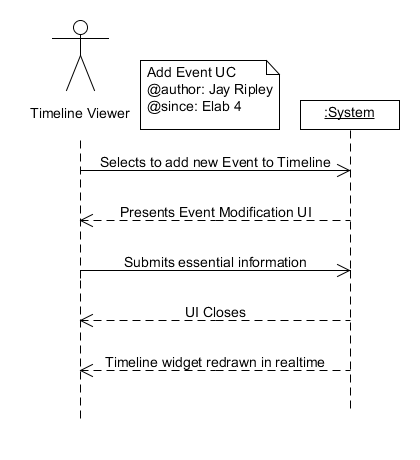 Add Event UC
@author: Jay Ripley
@since: Elab 4
Timeline Viewer
:System
Selects to add new Event to Timeline
Presents Event Modification UI
Submits essential information
UI Closes
Timeline widget redrawn in realtime